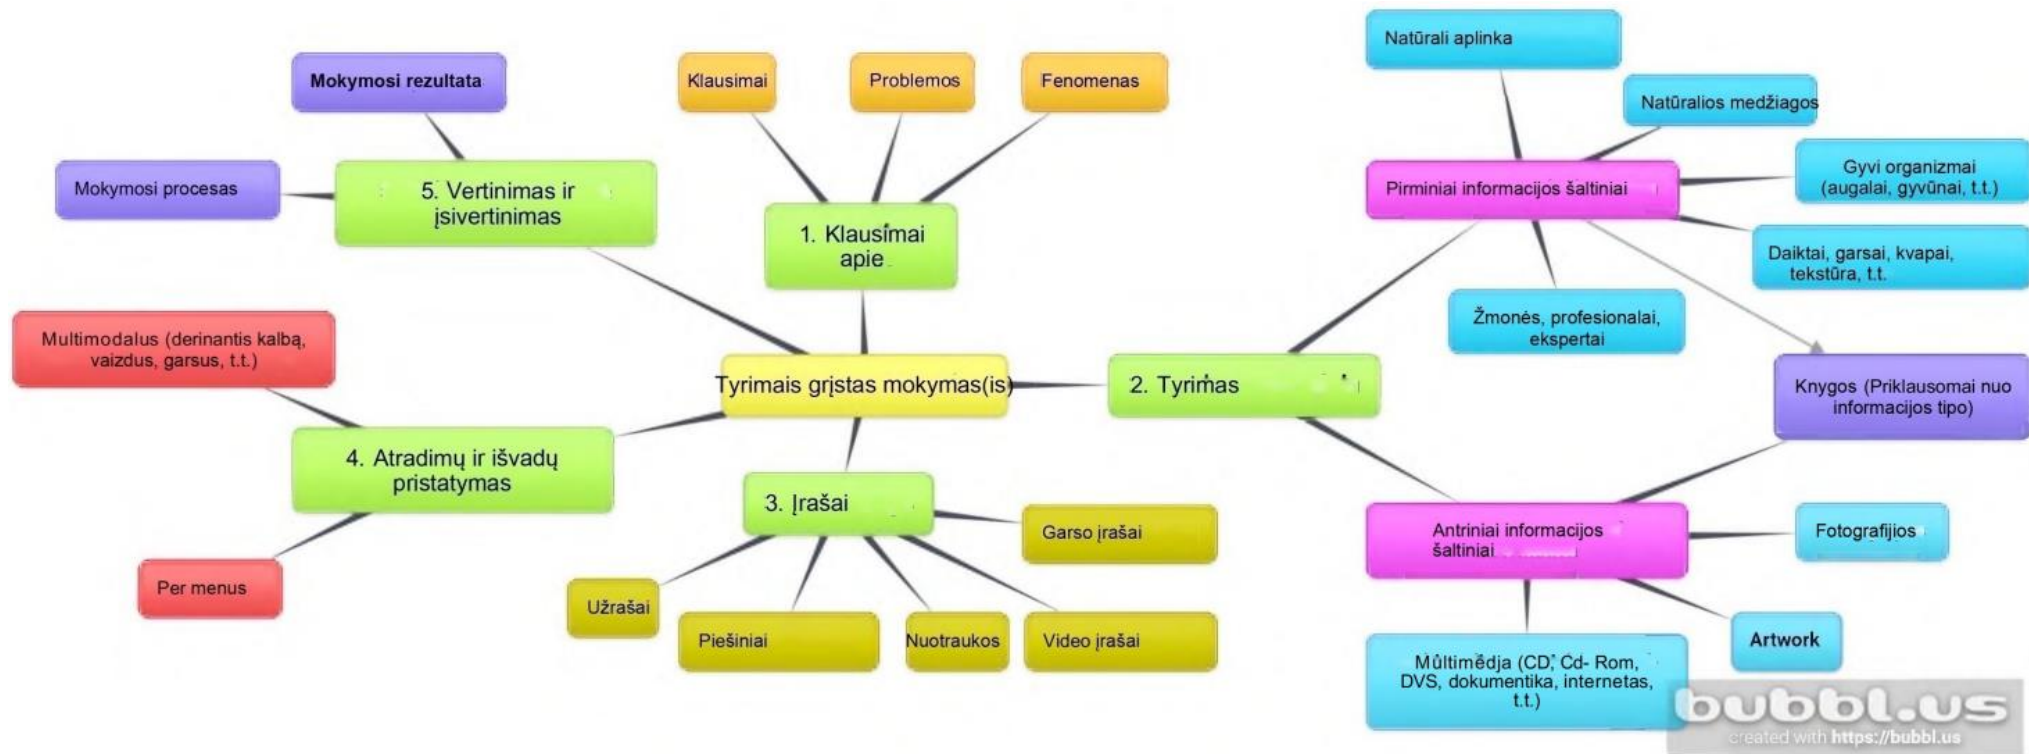 Natūrali aplinka
Mokymosi rezultata
Klausimai
Problemos
Fenomenas
Natūralios medžiagos
Mokymosi procesas
5. Vertinimas ir
įsivertinimas
Pirminiai informacijos šaltiniai
Gyvi organizmai
(augalai, gyvūnai, t.t.)
1. Klausimai
apie
Daiktai, garsai, kvapai,
tekstūra, t.t.
Žmonės, profesionalai,
ekspertai
Multimodalus (derinantis kalbą,
vaizdus, garsus, t.t.)
Tyrimais grįstas mokymas(is)
2. Tyrimas
Knygos (Priklausomai nuo
informacijos tipo)
4. Atradimų ir išvadų
pristatymas
3. Įrašai
Garso įrašai
Antriniai informacijos
šaltiniai
Fotografijios
Per menus
Užrašai
Piešiniai
Nuotraukos
Video įrašai
Artwork
Multimedja (CD, Cd- Rom,
DVS, dokumentika, internetas,
t.t.)
bubbl.us
created with https://bubbl.us